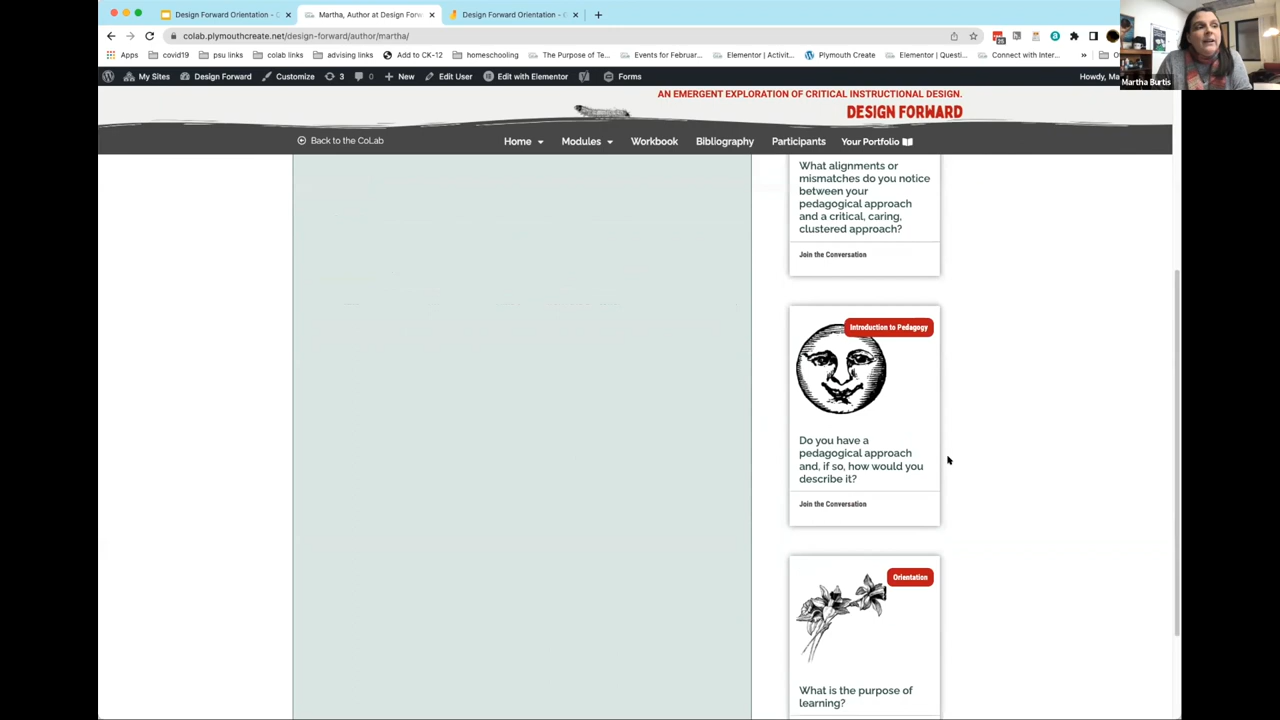 Design Forward Orientation - C
Martha, Author at Design Forw
Design Forward Orientation -
colab.plymouthcreate.net/design-forward/author/martha/
Apps
covid19
psu links
colab links
advising links
Add to CK-12
homeschooling
The Purpose of Te...
Events for Februar...
Elementor | Activit...
Plymouth Create
Elementor | Questi...
Connect with Inter...
»
My Sites
Design Forward
Customize
3
0
New
Edit User
Edit with Elementor
Forms
Howdy, Ma
Martha Burtis
AN EMERGENT EXPLORATION OF CRITICAL INSTRUCTIONAL DESIGN.
DESIGN FORWARD
Back to the CoLab
Home
Modules
Workbook
Bibliography
Participants
Your Portfolio
What alignments or
mismatches do you notice
between your
pedagogical approach
and a critical, caring,
clustered approach?
Join the Conversation
Introduction to Pedagogy
Do you have a
pedagogical approach
and, if so, how would you
describe it?
Join the Conversation
Orientation
What is the purpose of
learning?